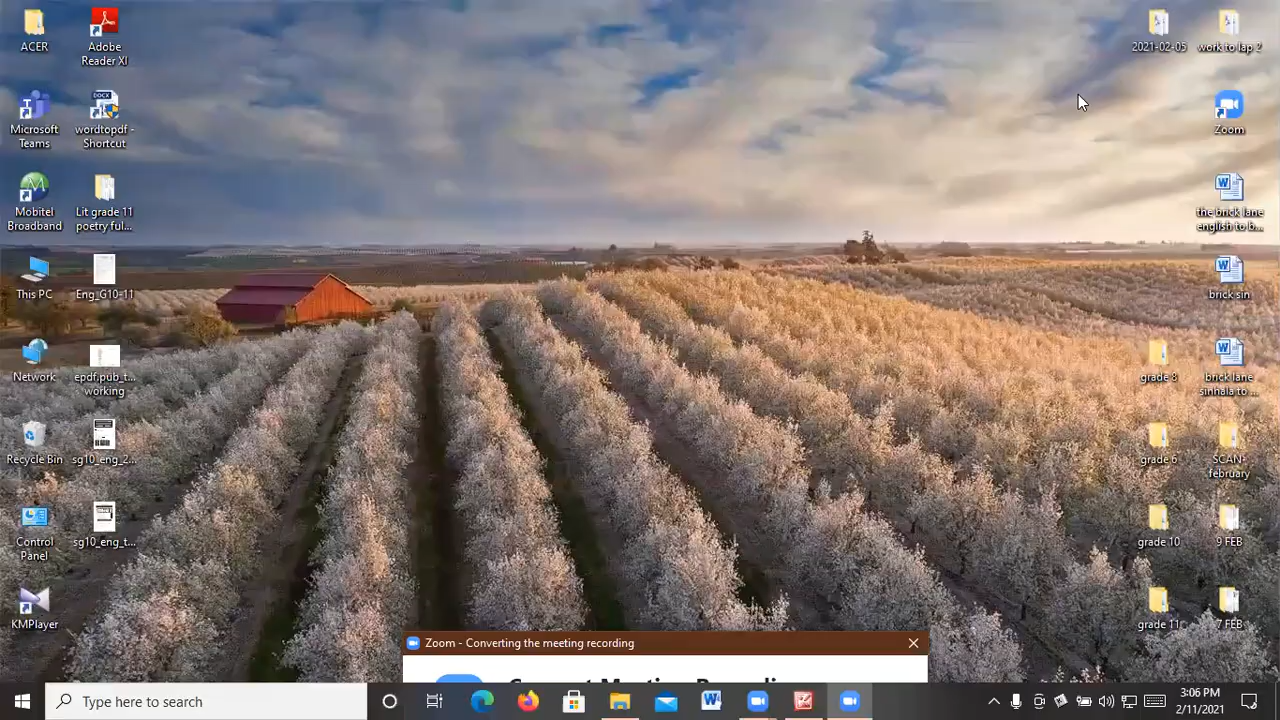 ACER
Adobe
Reader XI
2021-02-05
work to lap 2
Microsoft
Teams
wordtopdf -
Shortcut
Zoom
Mobitel
Broadband
Lit grade 11
poetry ful...
the brick lane
english to b...
This PC
Eng_G10-11
brick sin
Network
epdf.pub_t...
working
grade 8
brick lane
sinhala to ...
Recycle Bin
sg10_eng_2...
grade 6
SCAN-
february
Control
Panel
sg10_eng_t...
grade 10
9 FEB
KMPlayer
grade 11
7 FEB
Zoom - Converting the meeting recording
Type here to search
3:06 PM
2/11/2021